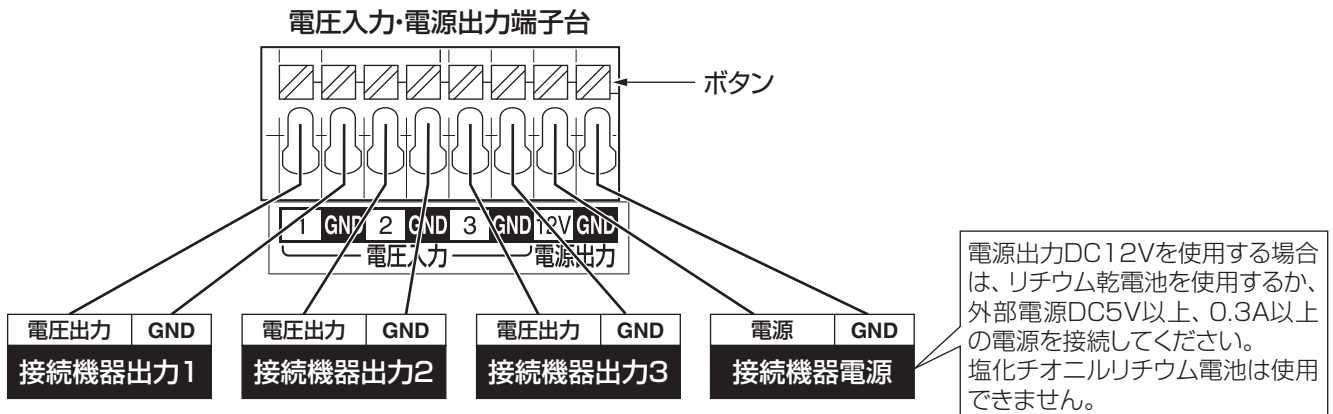 電圧入力・電源出力端子台
ボタン
1 GND 2 GND 3 GND 12V GND
電圧入力 電源出力
電圧出力 GND
接続機器出力1
電圧出力 GND
接続機器出力2
電圧出力 GND
接続機器出力3
電源 GND
接続機器電源
電源出力DC12Vを使用する場合
は、リチウム乾電池を使用するか、
外部電源DC5V以上、0.3A以上
の電源を接続してください。
塩化チオニルリチウム電池は使用
できません。